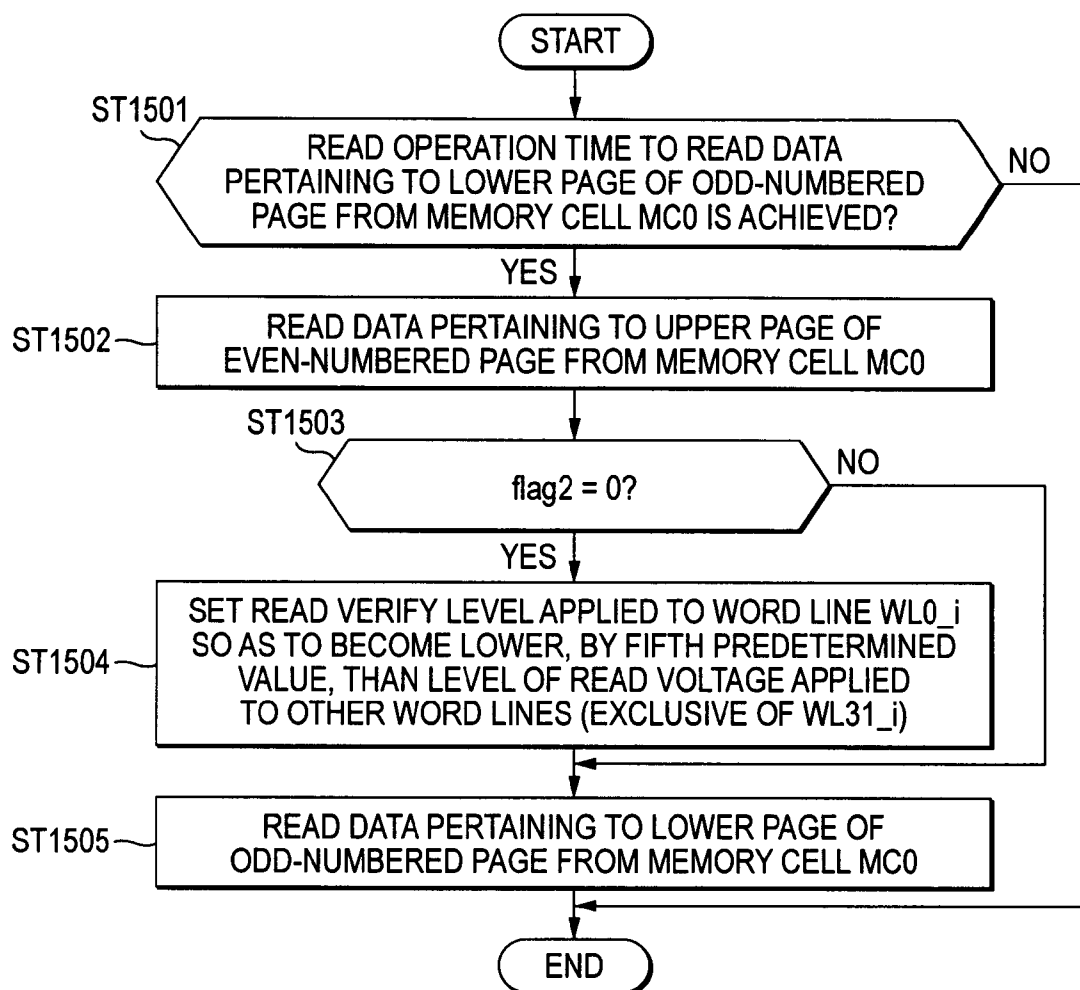 START
ST1501
READ OPERATION TIME TO READ DATA
PERTAINING TO LOWER PAGE OF ODD-NUMBERED
PAGE FROM MEMORY CELL MC0 IS ACHIEVED?
NO
YES
ST1502
READ DATA PERTAINING TO UPPER PAGE OF
EVEN-NUMBERED PAGE FROM MEMORY CELL MC0
ST1503
flag2 = 0?
NO
YES
ST1504
SET READ VERIFY LEVEL APPLIED TO WORD LINE WL0_i
SO AS TO BECOME LOWER, BY FIFTH PREDETERMINED
VALUE, THAN LEVEL OF READ VOLTAGE APPLIED
TO OTHER WORD LINES (EXCLUSIVE OF WL31_i)
ST1505
READ DATA PERTAINING TO LOWER PAGE OF
ODD-NUMBERED PAGE FROM MEMORY CELL MC0
END